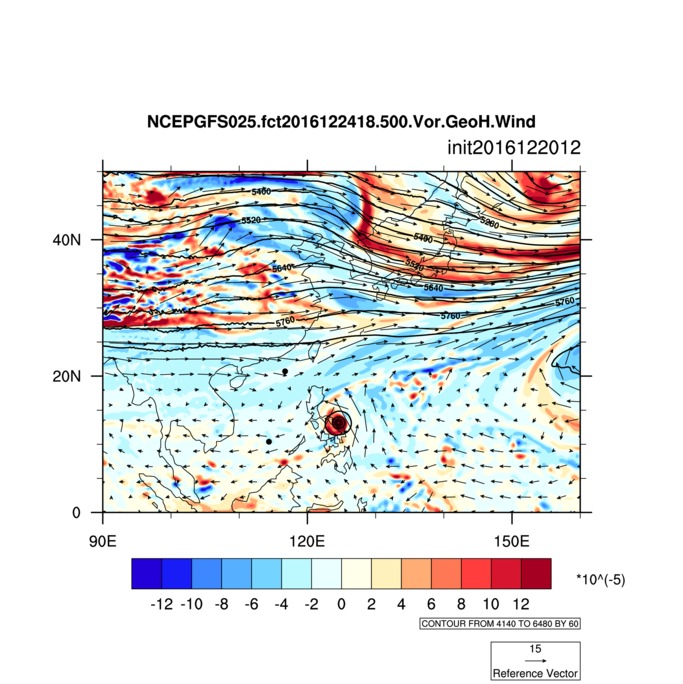 NCEPGFS025.fct2016122418.500.Vor.GeoH.Wind
init2016122012
5400
5520
5280
40N
5400
5640
5520
5640
5760
5760
5760
20N
0
90E 120E 150E
-12 -10 -8 -6 -4 -2 0 2 4 6 8 10 12 *10^(-5)
CONTOUR FROM 4140 TO 6480 BY 60
15
Reference Vector